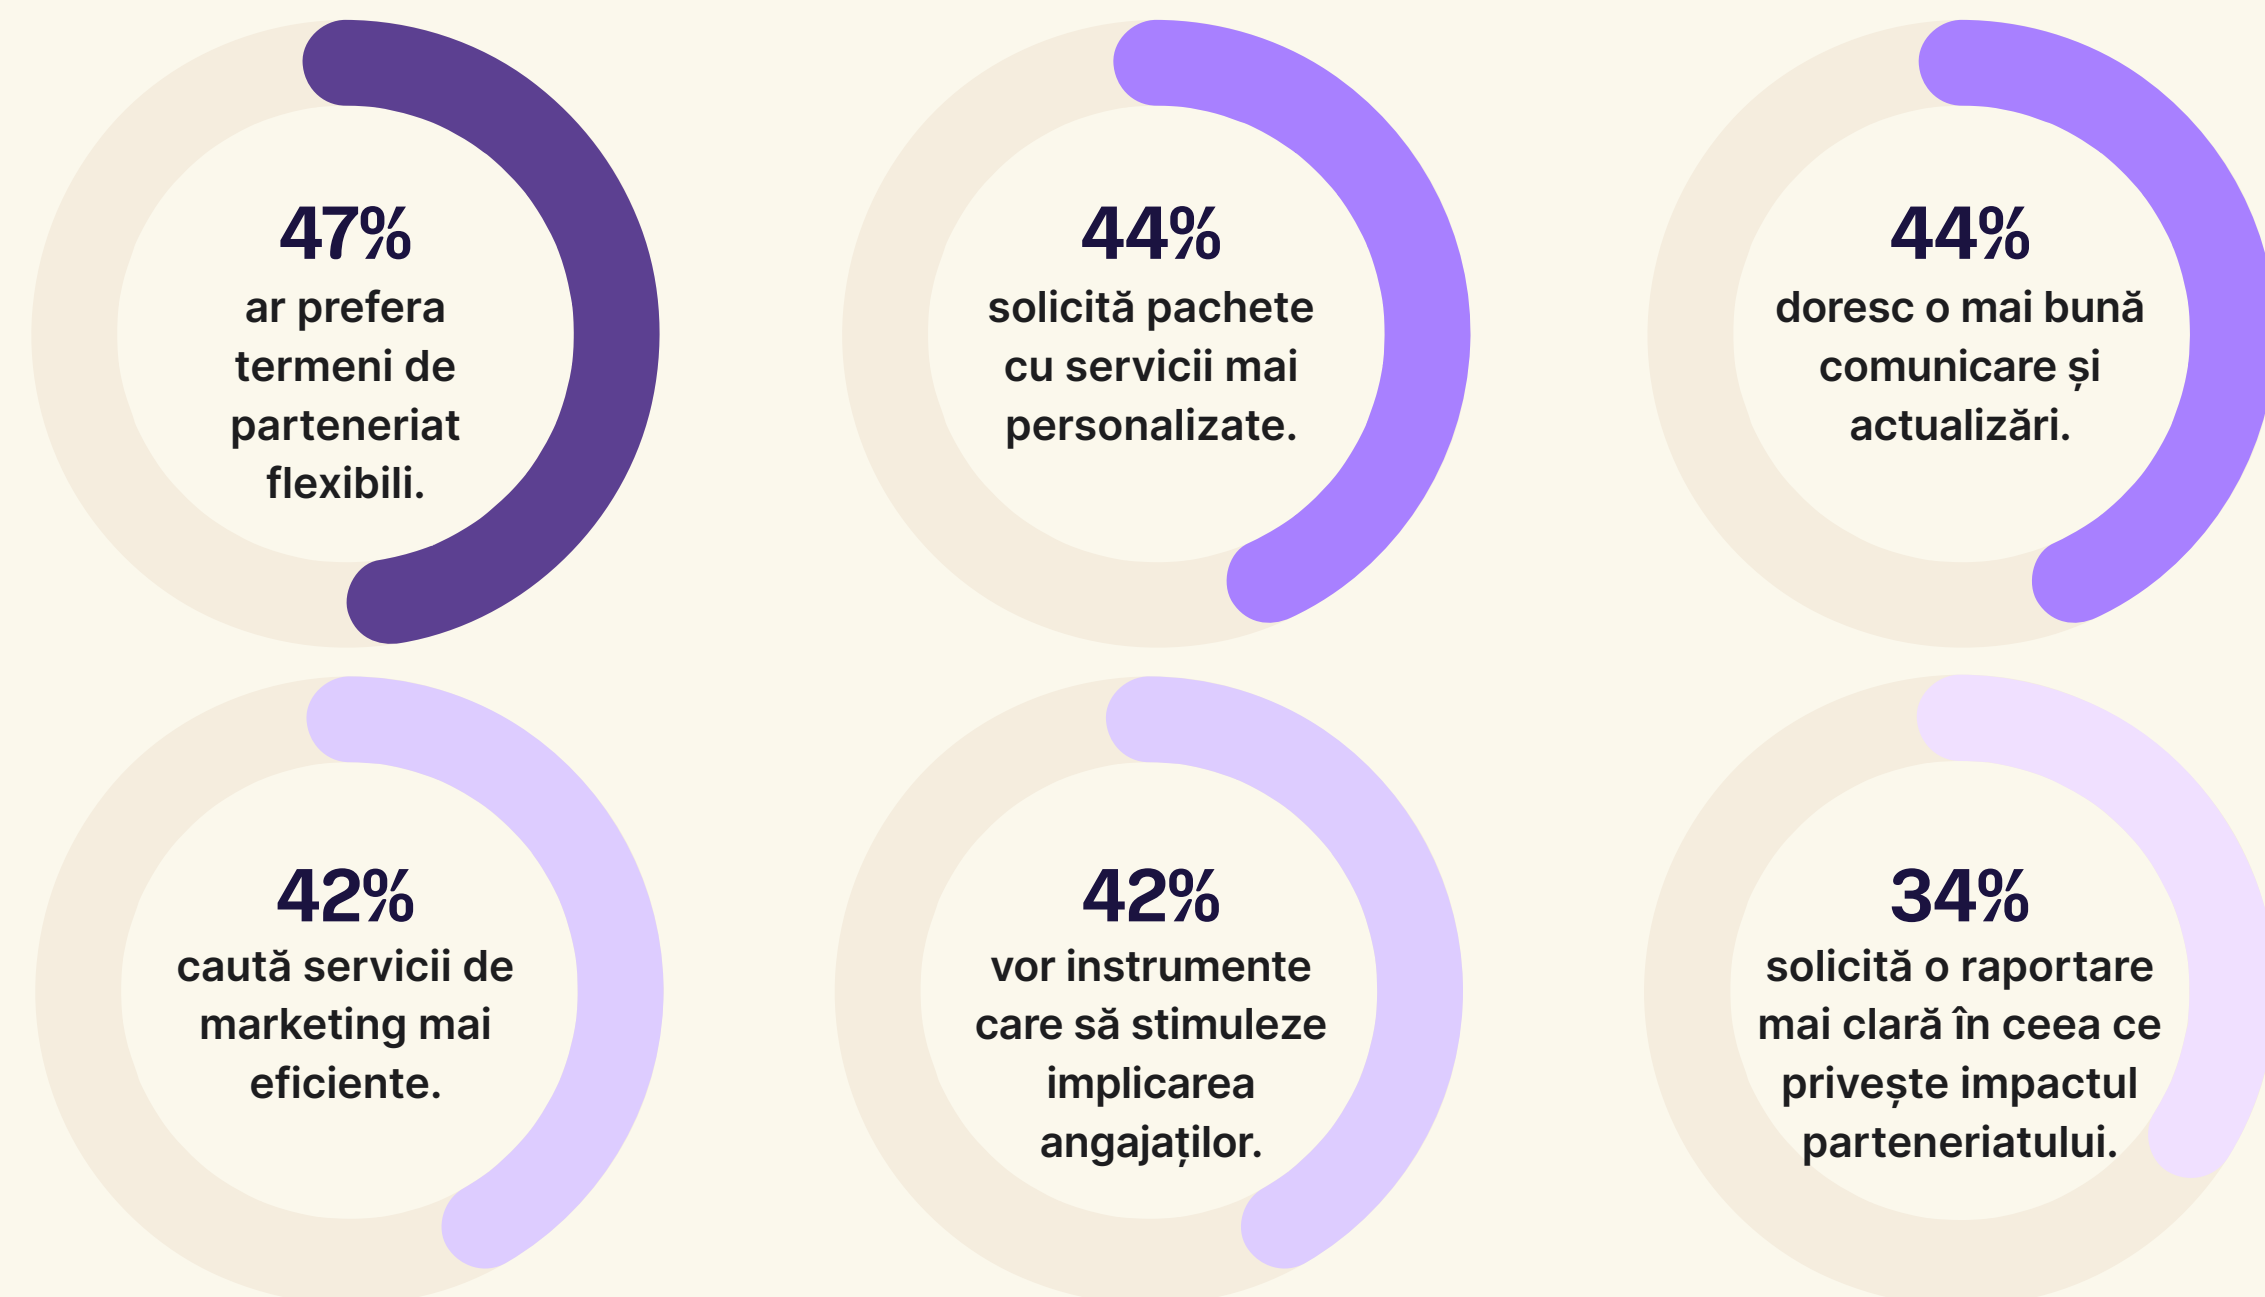 47%
ar prefera
termeni de
parteneriat
flexibili.
44%
solicită pachete
cu servicii mai
personalizate.
44%
doresc o mai bună
comunicare și
actualizări.
42%
caută servicii de
marketing mai
eficiente.
42%
vor instrumente
care să stimuleze
implicarea
angajaților.
34%
solicită o raportare
mai clară în ceea ce
privește impactul
parteneriatului.